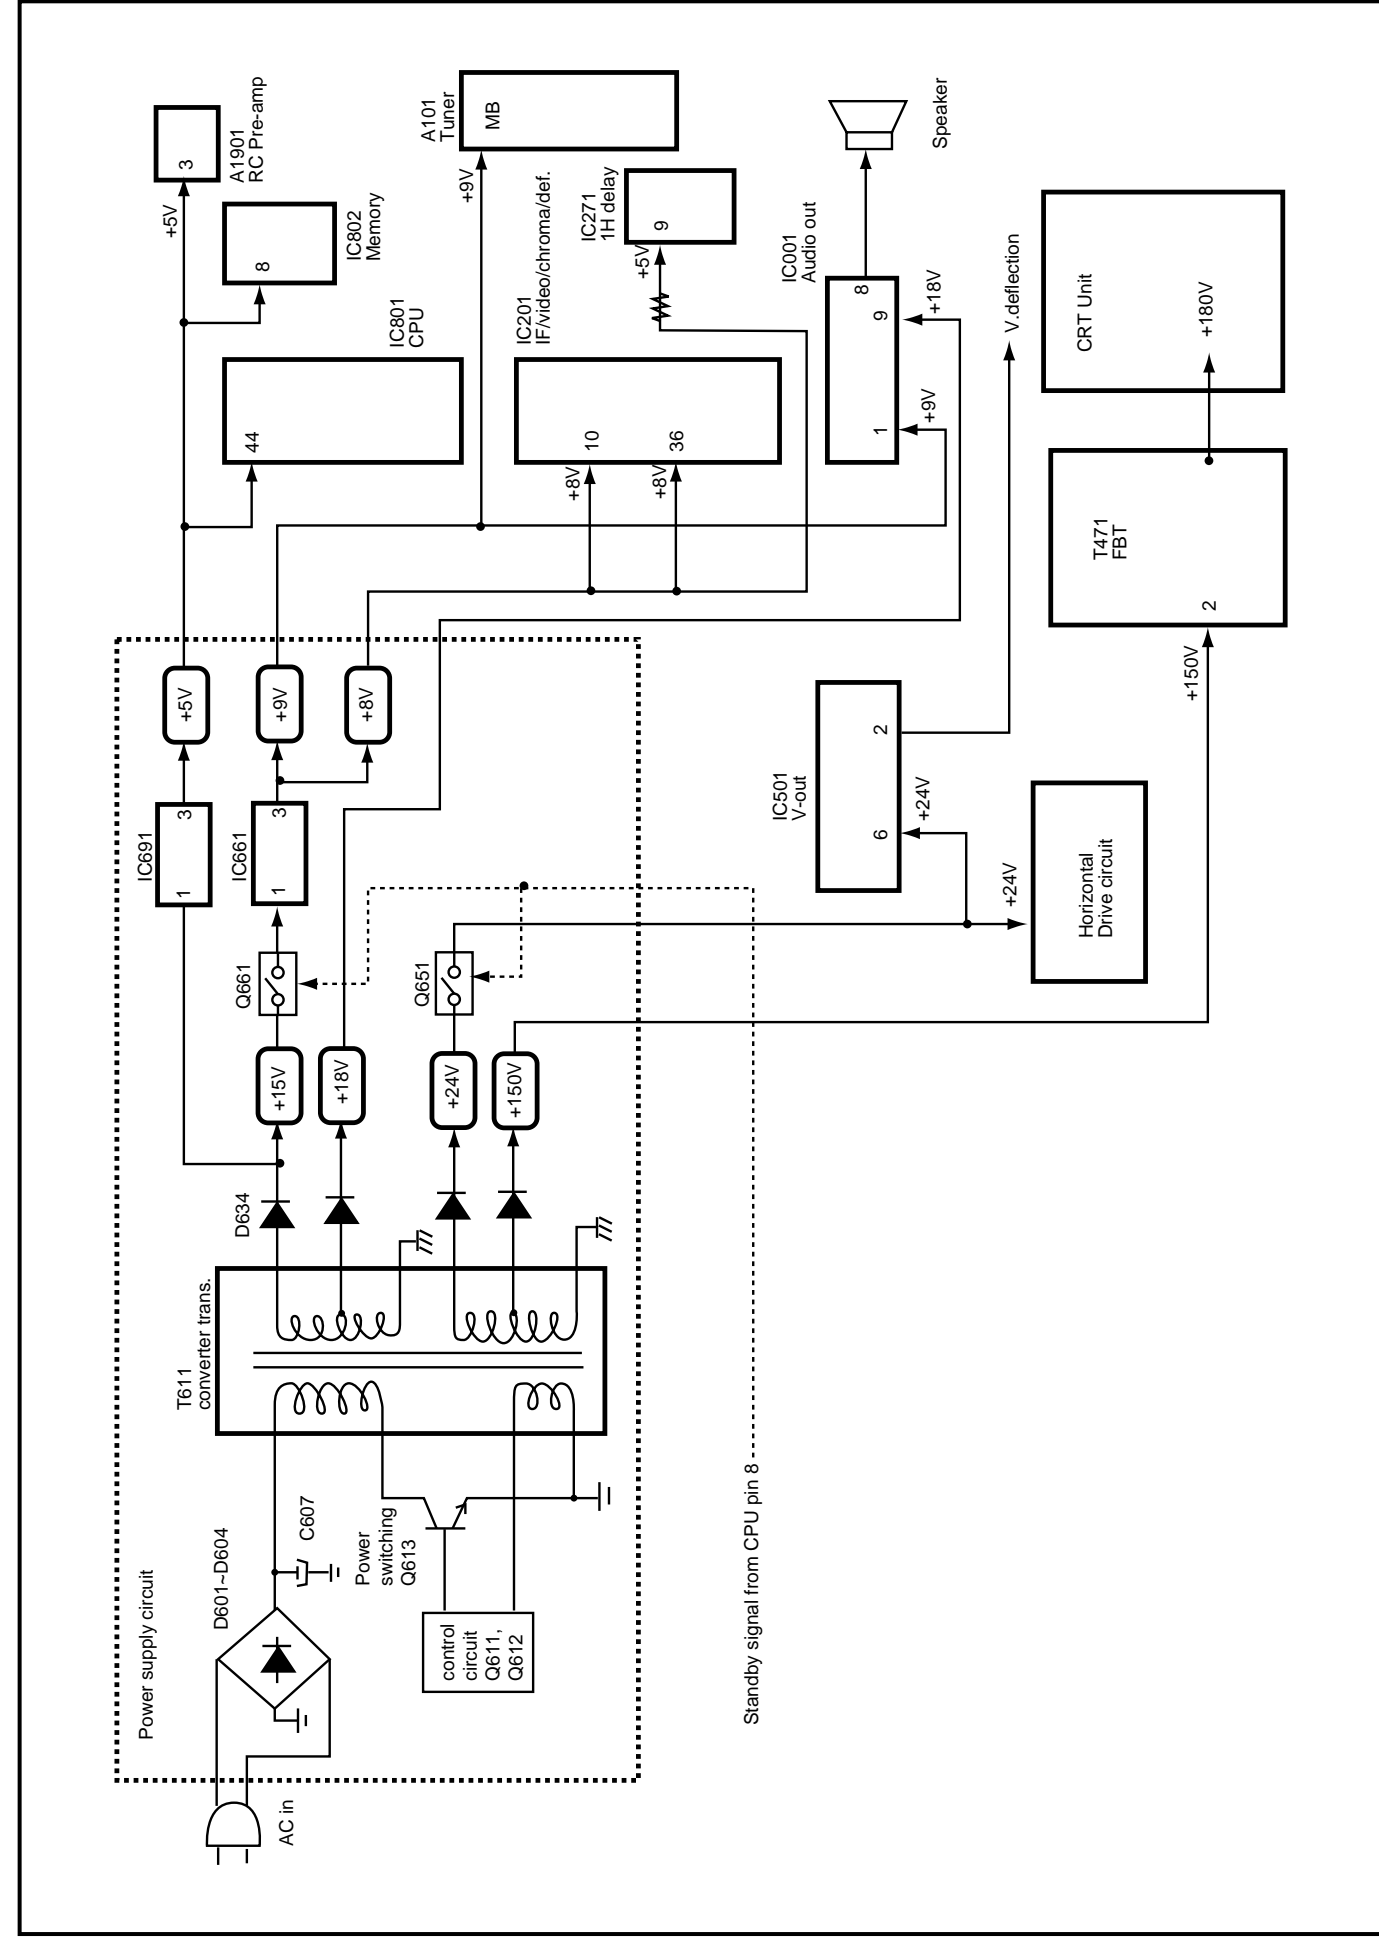 Power supply circuit
AC in
D601~D604
C607
Power
switching
Q613
control
circuit
Q611,
Q612
T611
converter trans.
D634
+15V
+18V
+24V
+150V
Q661
Q651
IC691
1
3
IC661
1
3
+5V
+9V
+8V
Standby signal from CPU pin 8
44
IC801
CPU
8
IC802
Memory
+5V
3
A1901
RC Pre-amp
+9V
A101
Tuner
MB
IC201
IF/video/chroma/def.
+8V
10
+8V
36
IC271
1H delay
+5V
9
IC001
Audio out
1
+9V
9
+18V
8
Speaker
IC501
V-out
6
+24V
2
V.deflection
+24V
Horizontal
Drive circuit
+150V
T471
FBT
2
CRT Unit
+180V